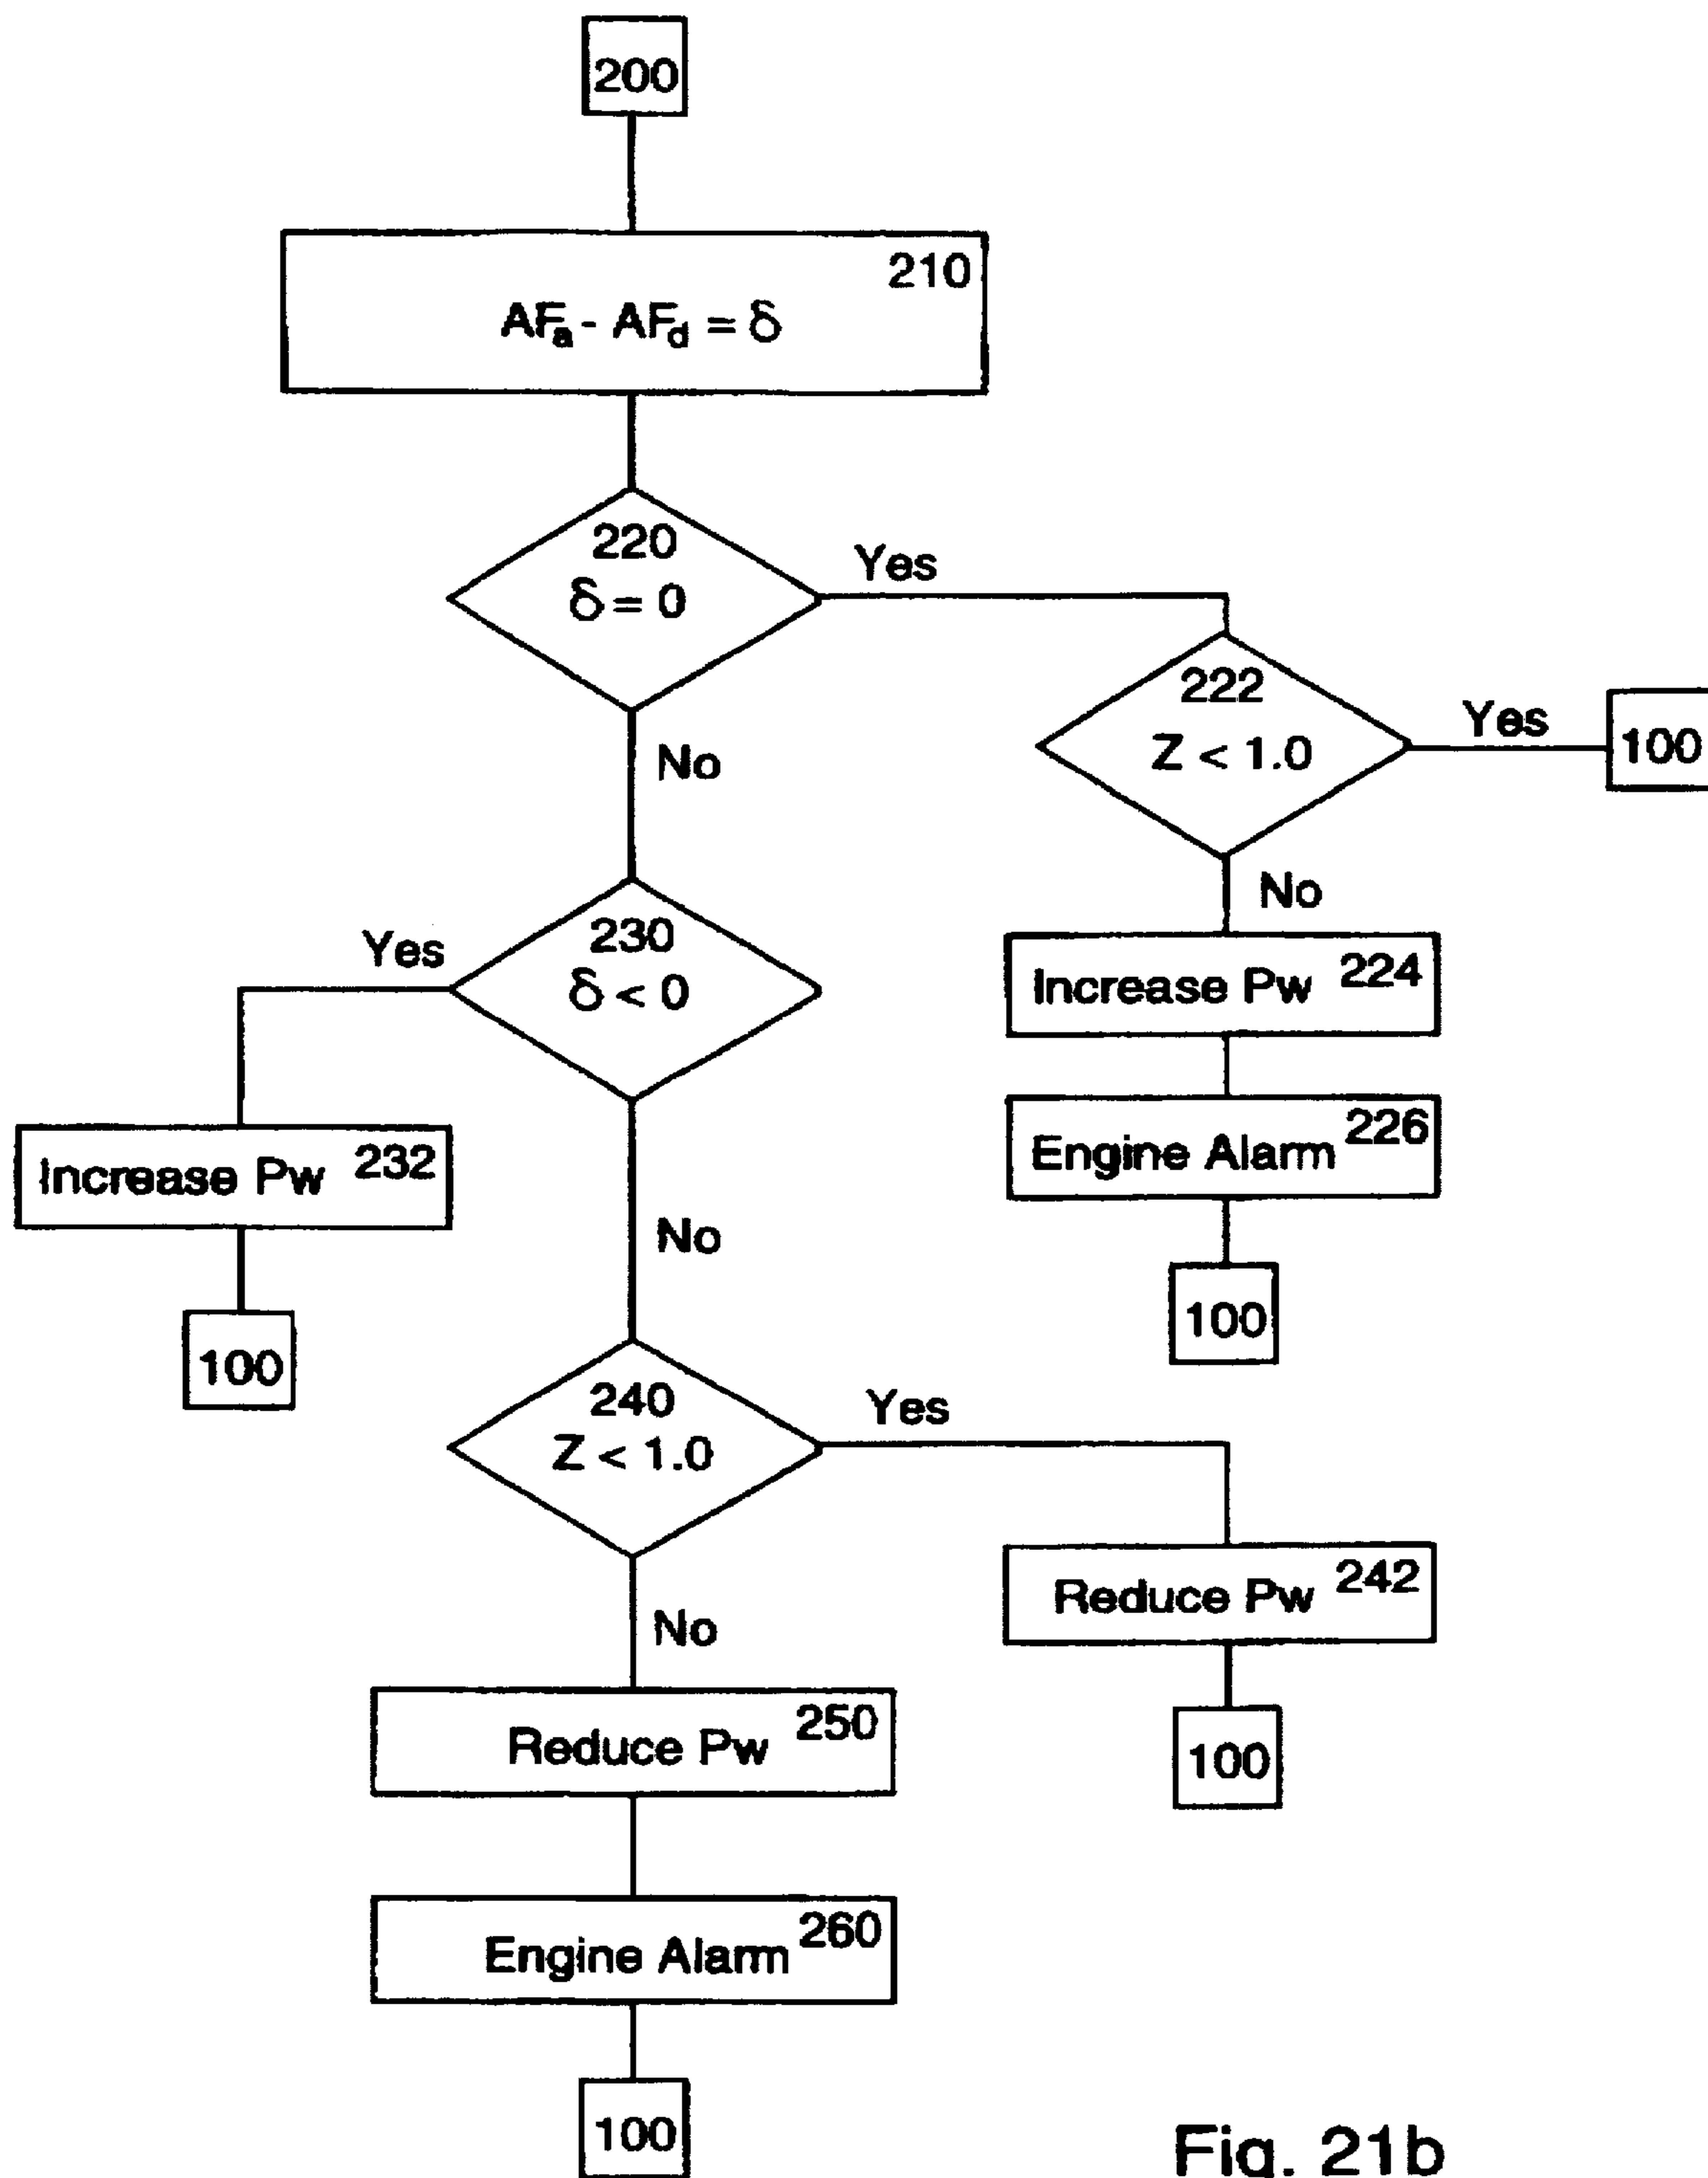 200
210
AFa - AFd = δ
220
δ = 0
Yes
222
Z < 1.0
Yes
100
No
No
230
δ < 0
Yes
Increase Pw 224
Engine Alarm 226
100
Increase Pw 232
100
No
240
Z < 1.0
Yes
Reduce Pw 242
100
No
Reduce Pw 250
Engine Alarm 260
100
Fig. 21b